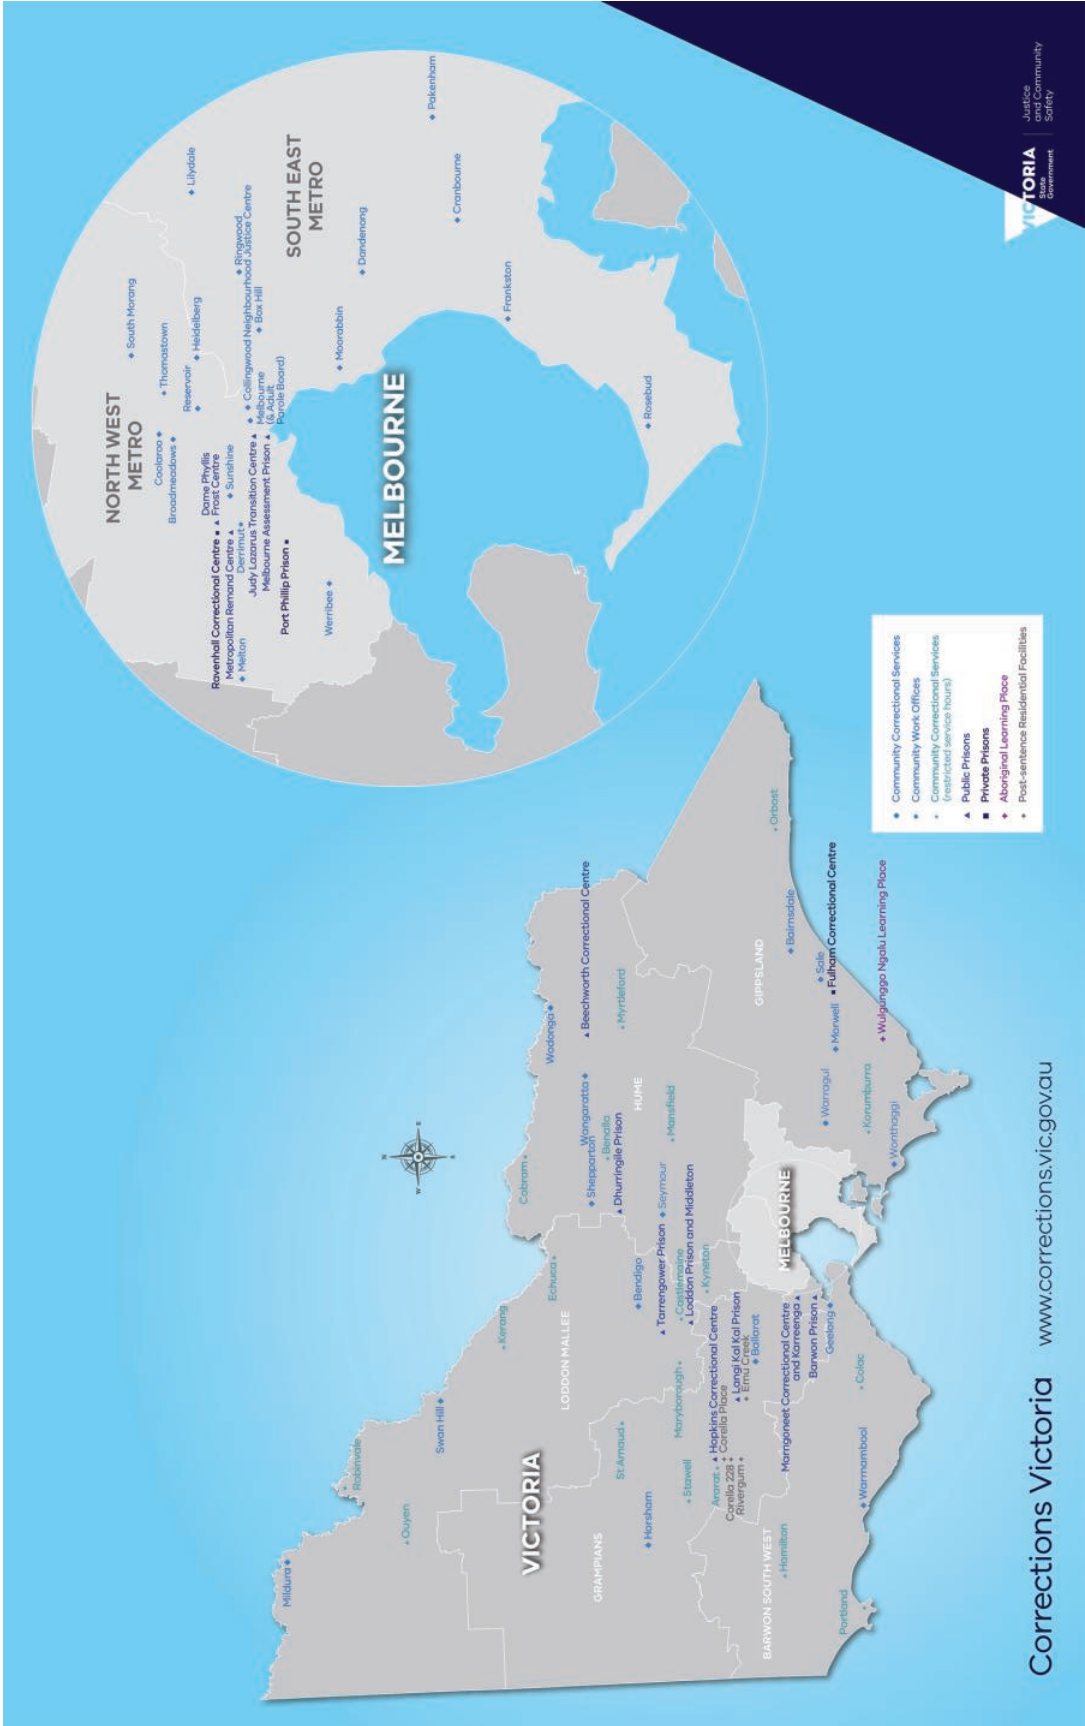 Mildura
Robinvale
Ouyen
Swan Hill
Kerang
Echuca
Cobram
Wodonga
VICTORIA
LODDON MALLEE
Wangaratta
Shepparton
Beechworth Correctional Centre
Benalla
Dhurringile Prison
Myrtleford
HUME
GRAMPIANS
St Arnaud
Horsham
Bendigo
Tarrengower Prison
Seymour
Mansfield
Stawell
Maryborough
Castlemaine
Loddon Prison and Middleton
Kyneton
Ararat
Hopkins Correctional Centre
Corella Place
Corella 228
Rivergum
Langi Kal Kal Prison
Emu Creek
Ballarat
BARWON SOUTH WEST
Hamilton
Marngoneet Correctional Centre
and Karreenga
Barwon Prison
Geelong
MELBOURNE
GIPPSLAND
Orbost
Bairnsdale
Sale
Fulham Correctional Centre
Morwell
Warragul
Korumburra
Wulgunggo Ngalu Learning Place
Wonthaggi
Colac
Warrnambool
Portland
N
E
S
W
NORTH WEST
METRO
South Morang
Thomastown
Coolaroo
Broadmeadows
Reservoir
Heidelberg
Lilydale
Dame Phyllis
Frost Centre
Ravenhall Correctional Centre
Metropolitan Remand Centre
Sunshine
Derrimut
Melton
Ringwood
Collingwood Neighbourhood Justice Centre
Box Hill
Judy Lazarus Transition Centre
Melbourne
(& Adult
Parole Board)
Melbourne Assessment Prison
Port Phillip Prison
Werribee
SOUTH EAST
METRO
Moorabbin
Dandenong
Pakenham
Cranbourne
Frankston
Rosebud
MELBOURNE
Community Correctional Services
Community Work Offices
Community Correctional Services
(restricted service hours)
Public Prisons
Private Prisons
Aboriginal Learning Place
Post-sentence Residential Facilities
Corrections Victoria www.corrections.vic.gov.au
VICTORIA
State
Government
Justice
and Community
Safety